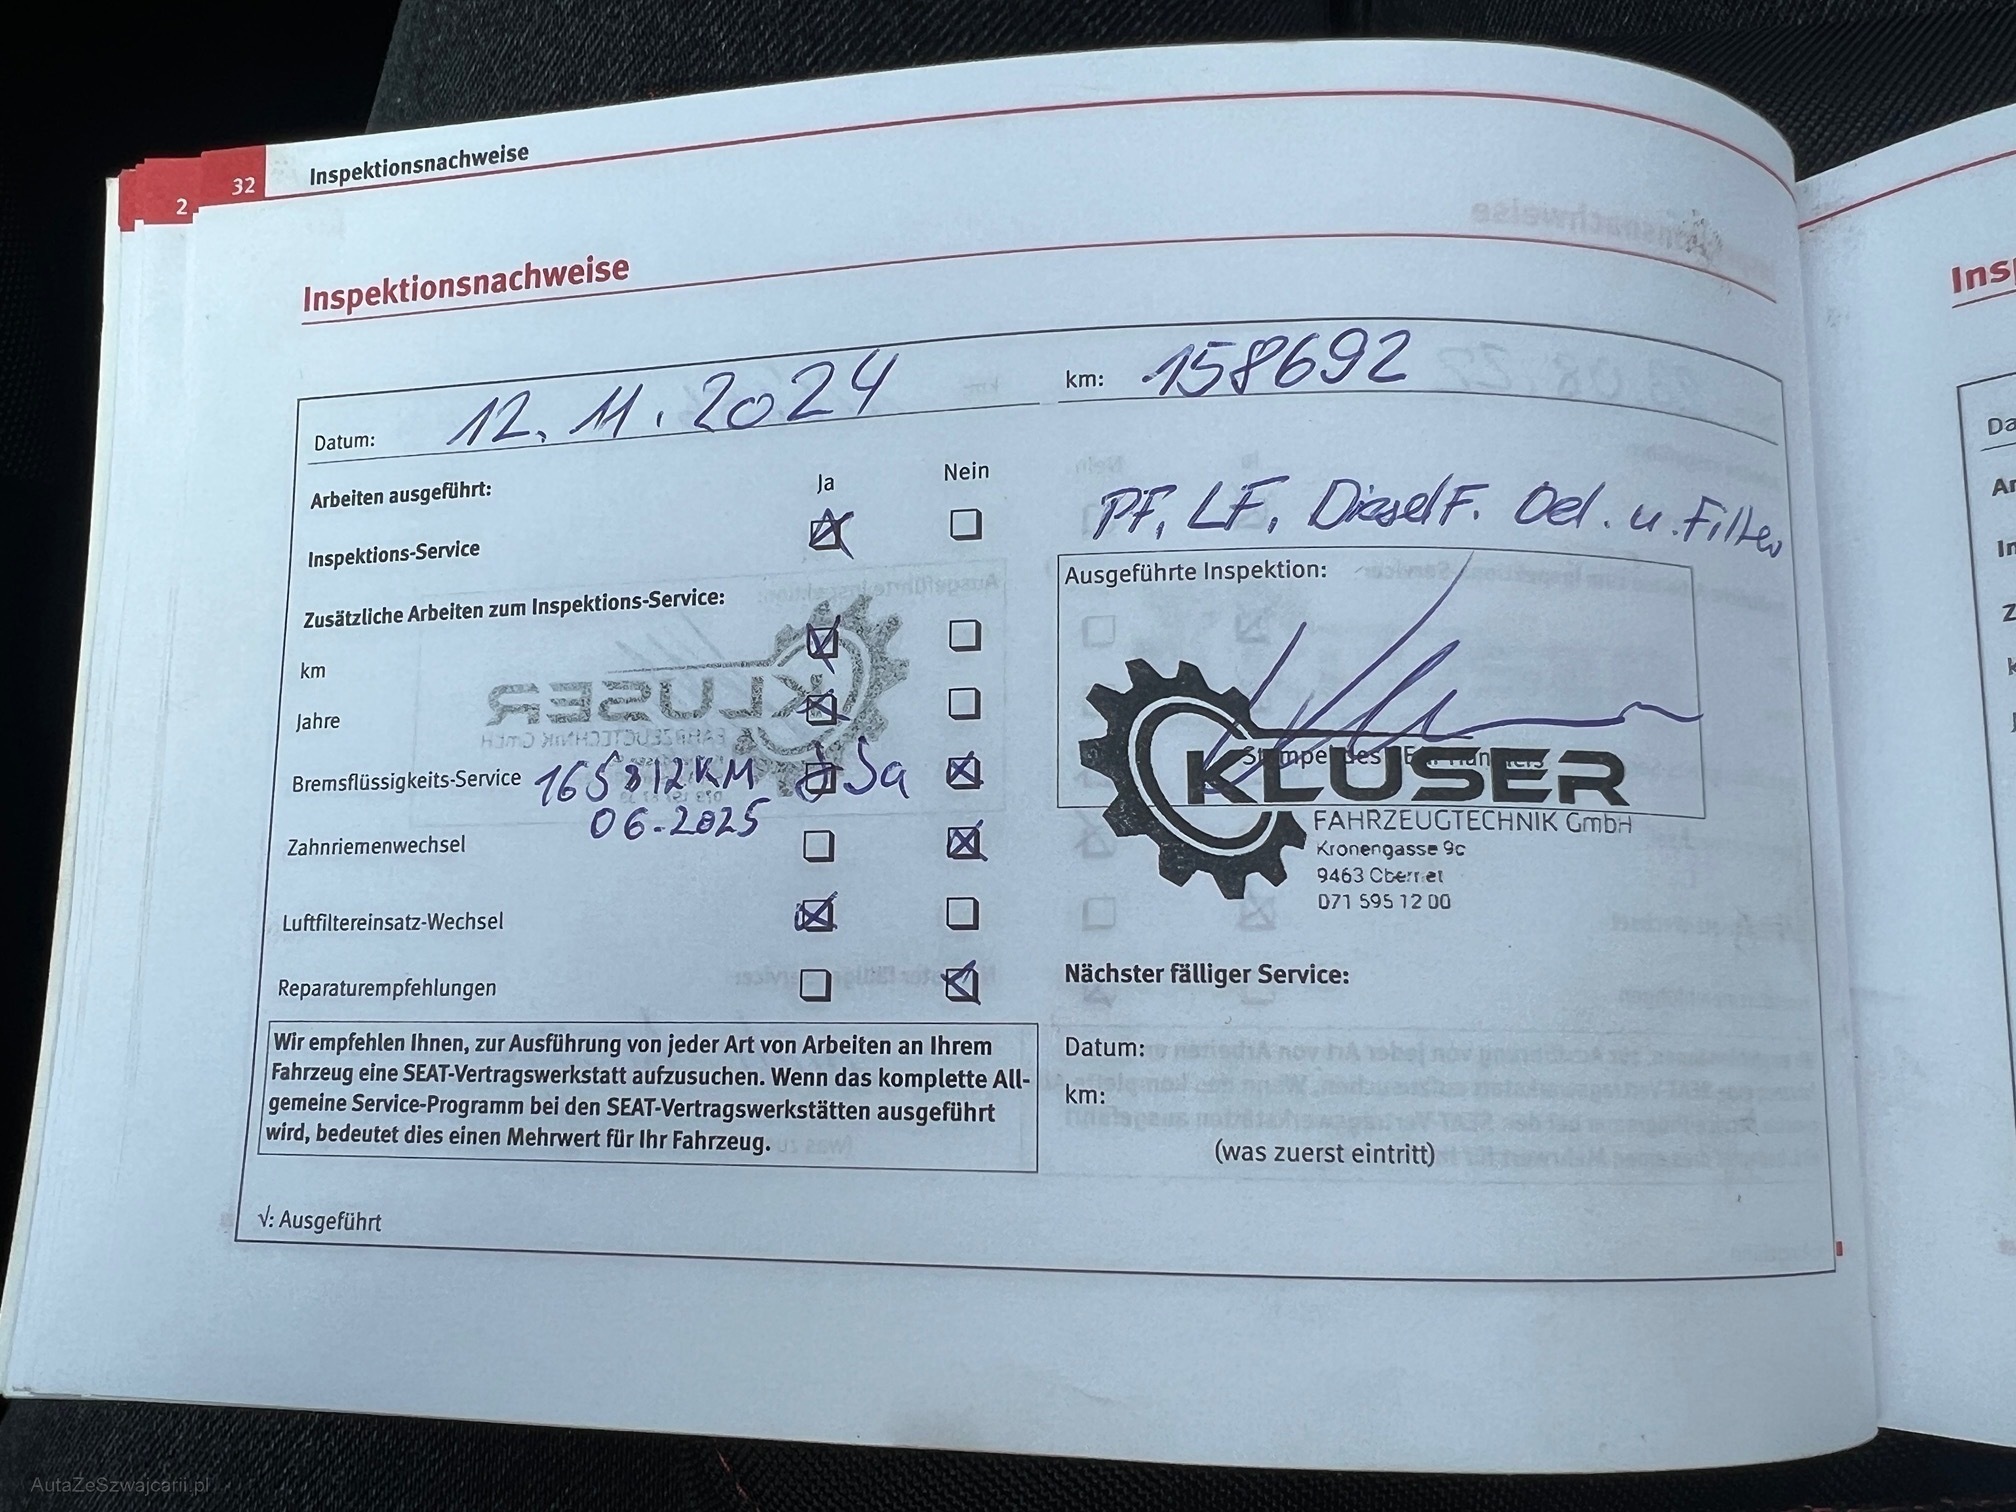 32
Inspektionsnachweise
2
Inspektionsnachweise
Datum: 12.11.2024
km: 158692
Arbeiten ausgeführt:
Ja
Nein
Inspektions-Service
Zusätzliche Arbeiten zum Inspektions-Service:
km
Jahre
Bremsflüssigkeits-Service 165812KM Ja
06-2025
Zahnriemenwechsel
Luftfiltereinsatz-Wechsel
Reparaturempfehlungen
Wir empfehlen Ihnen, zur Ausführung von jeder Art von Arbeiten an Ihrem
Fahrzeug eine SEAT-Vertragswerkstatt aufzusuchen. Wenn das komplette All-
gemeine Service-Programm bei den SEAT-Vertragswerkstätten ausgeführt
wird, bedeutet dies einen Mehrwert für Ihr Fahrzeug.
√: Ausgeführt
PF, LF, DieselF. Oel. u. Filter
Ausgeführte Inspektion:
KLUSER
FAHRZEUGTECHNIK GmbH
Kronengasse 9c
9463 Oberriet
071 595 12 00
Nächster fälliger Service:
Datum:
km:
(was zuerst eintritt)
AutaZeSzwajcarii.pl